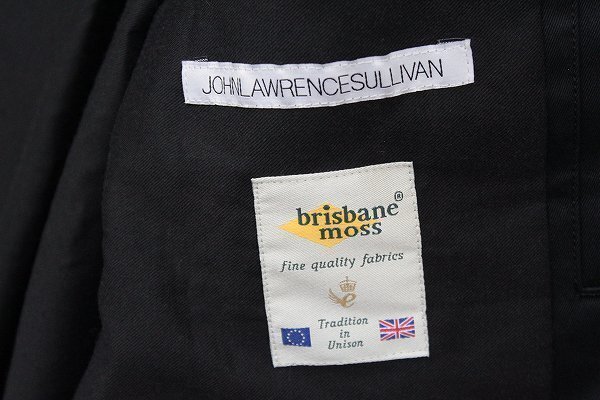 JOHNLAWRENCESULLIVAN
brisbane®
moss
fine quality fabrics
Tradition
in
Unison